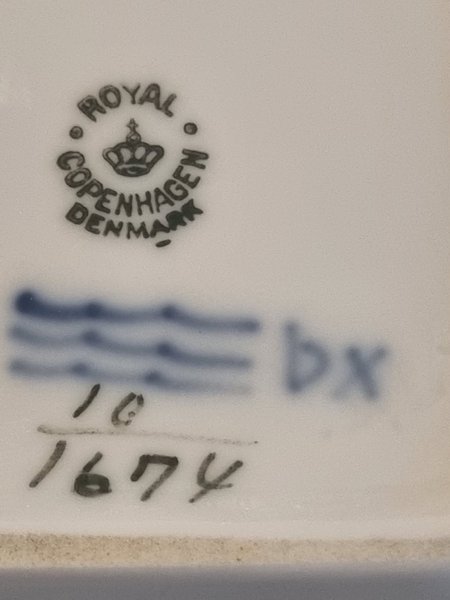 ROYAL
COPENHAGEN
DENMARK
bx
10
1674